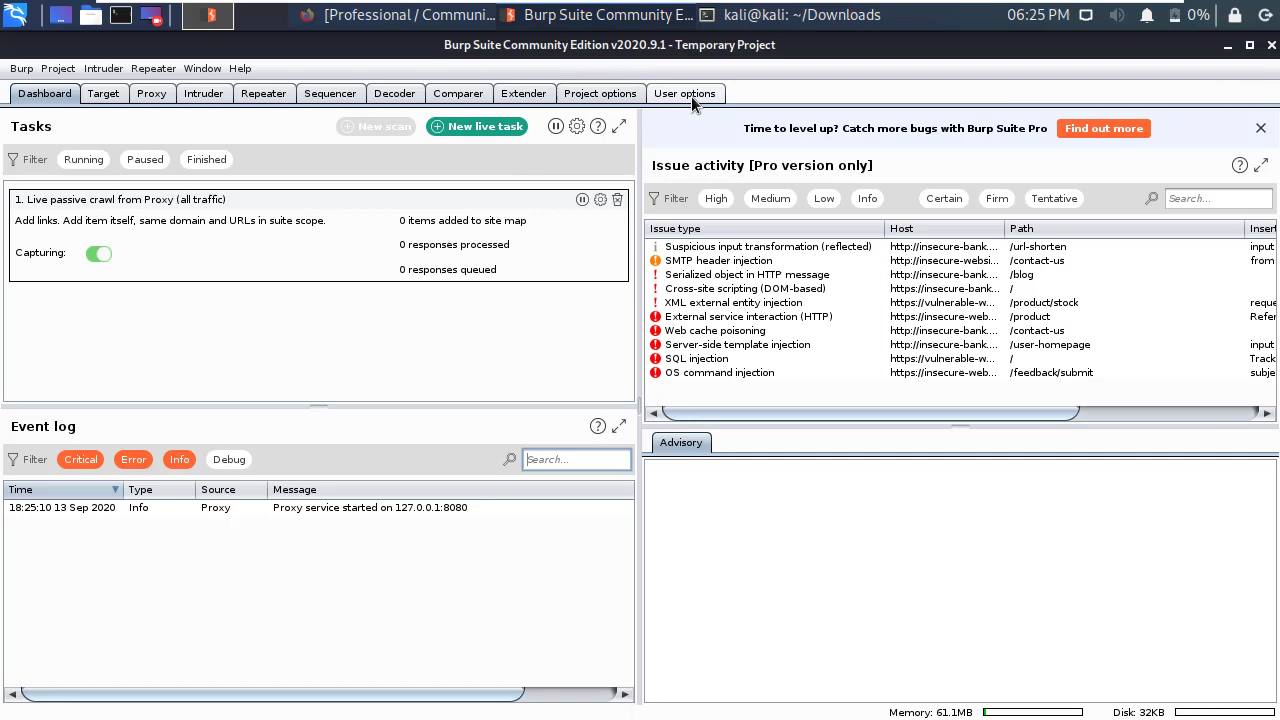 [Professional / Communi... Burp Suite Community E... kali@kali: ~/Downloads 06:25 PM 0%
Burp Suite Community Edition v2020.9.1 - Temporary Project
Burp Project Intruder Repeater Window Help
Dashboard Target Proxy Intruder Repeater Sequencer Decoder Comparer Extender Project options User options
Tasks
New scan
New live task
Filter Running Paused Finished
1. Live passive crawl from Proxy (all traffic)
Add links. Add item itself, same domain and URLs in suite scope.
0 items added to site map
0 responses processed
Capturing:
0 responses queued
Event log
Filter Critical Error Info Debug Search...
Time Type Source Message
18:25:10 13 Sep 2020 Info Proxy Proxy service started on 127.0.0.1:8080
Time to level up? Catch more bugs with Burp Suite Pro Find out more
Issue activity [Pro version only]
Filter High Medium Low Info Certain Firm Tentative Search...
Issue type Host Path Insert
Suspicious input transformation (reflected) http://insecure-bank.... /url-shorten input
SMTP header injection http://insecure-websi... /contact-us from
Serialized object in HTTP message http://insecure-bank.... /blog
Cross-site scripting (DOM-based) http://insecure-bank... /
XML external entity injection https://vulnerable-w... /product/stock reque
External service interaction (HTTP) http://insecure-web... /product Refer
Web cache poisoning http://insecure-bank.... /contact-us
Server-side template injection http://insecure-bank.... /user-homepage input
SQL injection https://vulnerable-w... / Track
OS command injection https://insecure-web... /feedback/submit subje
Advisory
Memory: 61.1MB Disk: 32KB